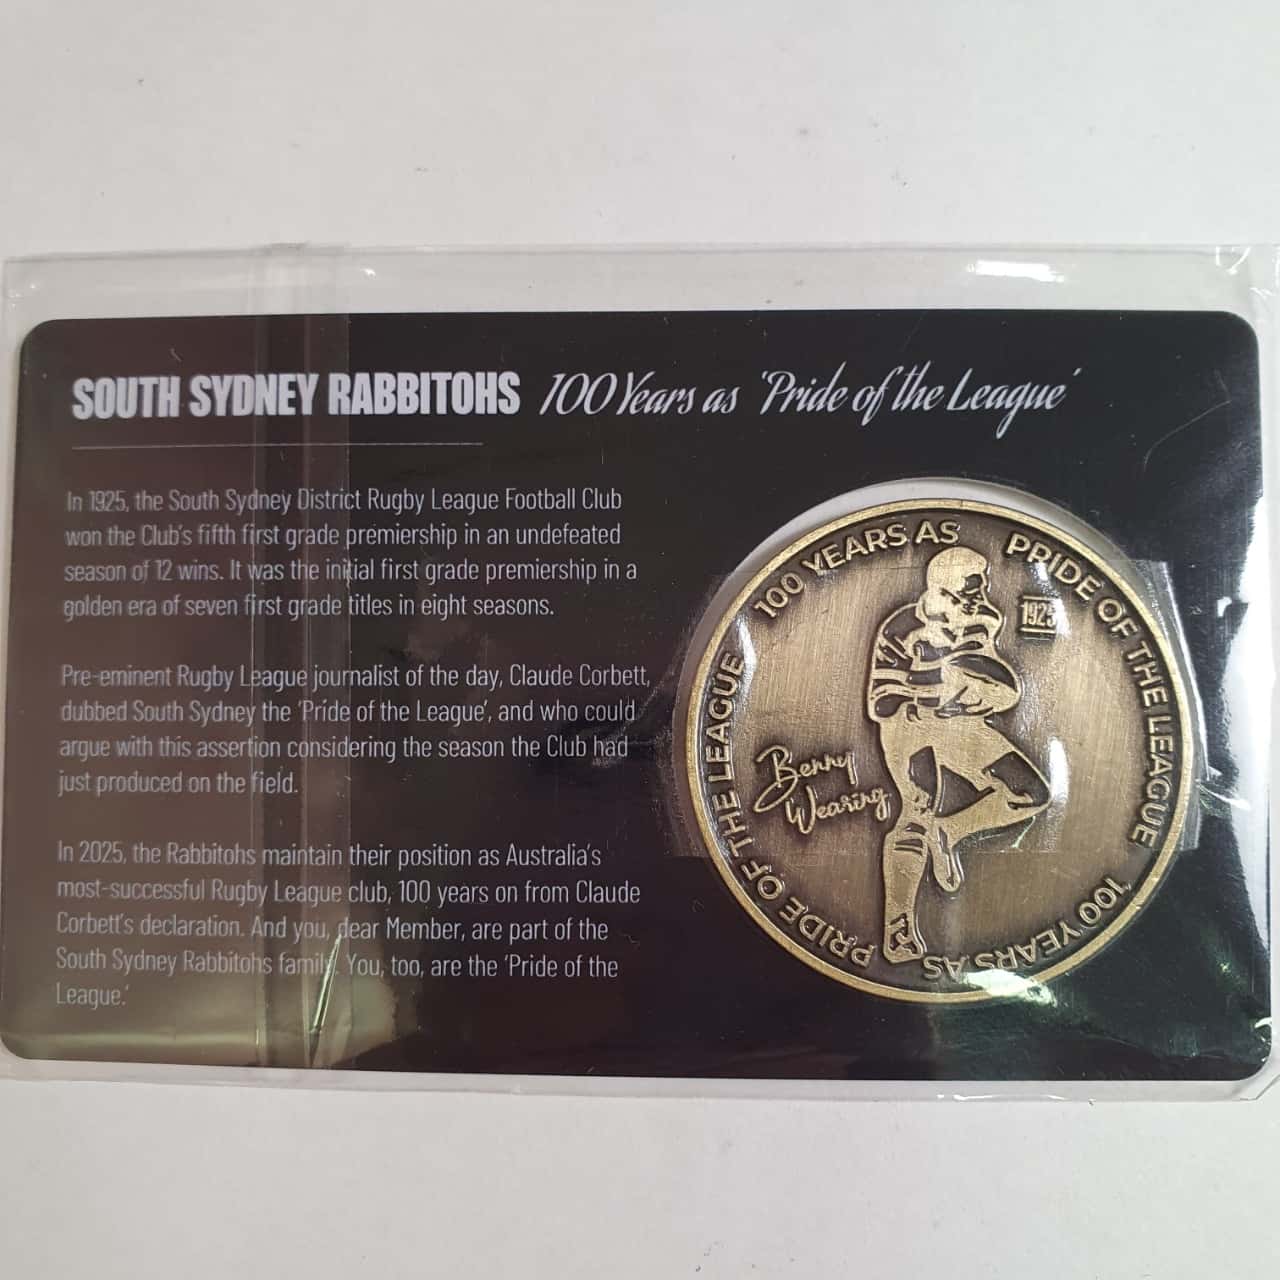 SOUTH SYDNEY RABBITOHS 100 Years as 'Pride of the League'
In 1925, the South Sydney District Rugby League Football Club
won the Club's fifth first grade premiership in an undefeated
season of 12 wins. It was the initial first grade premiership in a
golden era of seven first grade titles in eight seasons.
Pre-eminent Rugby League journalist of the day, Claude Corbett,
dubbed South Sydney the 'Pride of the League', and who could
argue with this assertion considering the season the Club had
just produced on the field.
In 2025, the Rabbitohs maintain their position as Australia's
most-successful Rugby League club, 100 years on from Claude
Corbett's declaration. And you, dear Member, are part of the
South Sydney Rabbitohs family. You, too, are the 'Pride of the
League.'
100 YEARS AS PRIDE OF THE LEAGUE
100 YEARS AS PRIDE OF THE LEAGUE
1925
Benny
Wearing